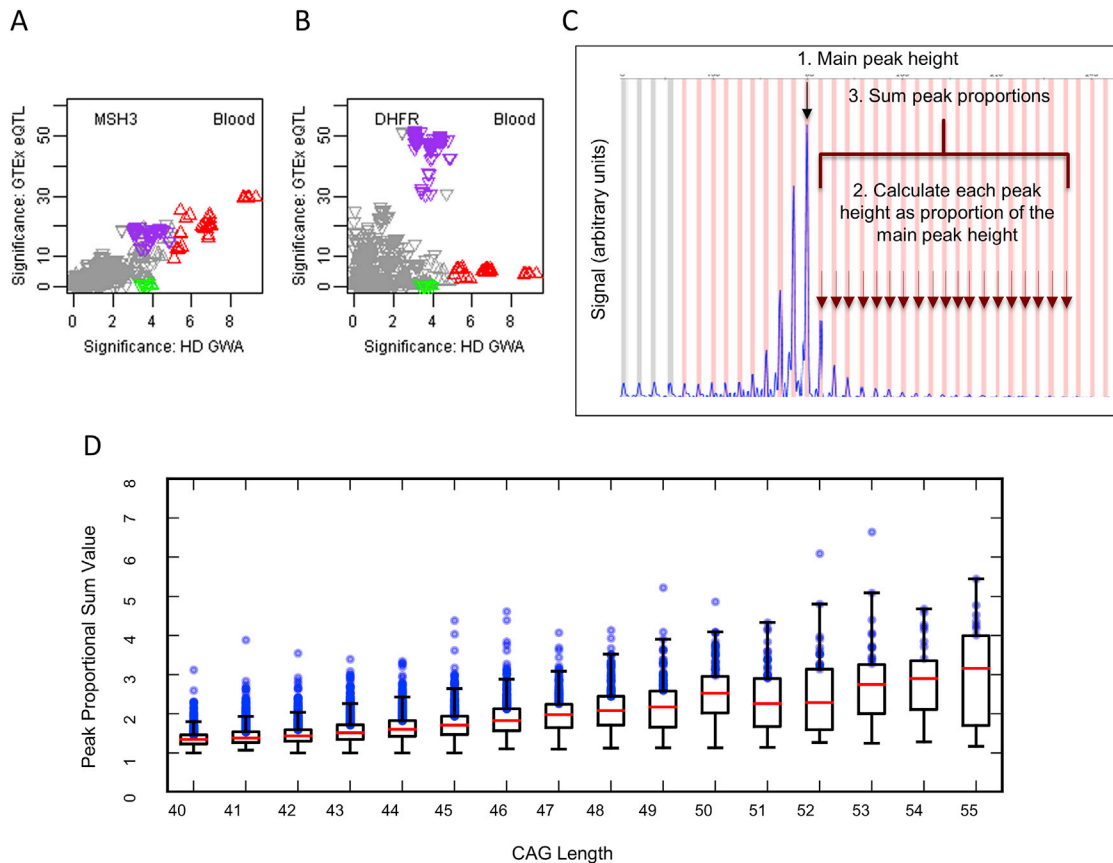 A
B
C
MSH3 Blood
Significance: GTEx eQTL
0 10 30 50
0 2 4 6 8
Significance: HD GWA
DHFR Blood
Significance: GTEx eQTL
0 10 30 50
0 2 4 6 8
Significance: HD GWA
1. Main peak height
3. Sum peak proportions
2. Calculate each peak
height as proportion of the
main peak height
Signal (arbitrary units)
D
Peak Proportional Sum Value
8
7
6
5
4
3
2
1
0
40 41 42 43 44 45 46 47 48 49 50 51 52 53 54 55
CAG Length